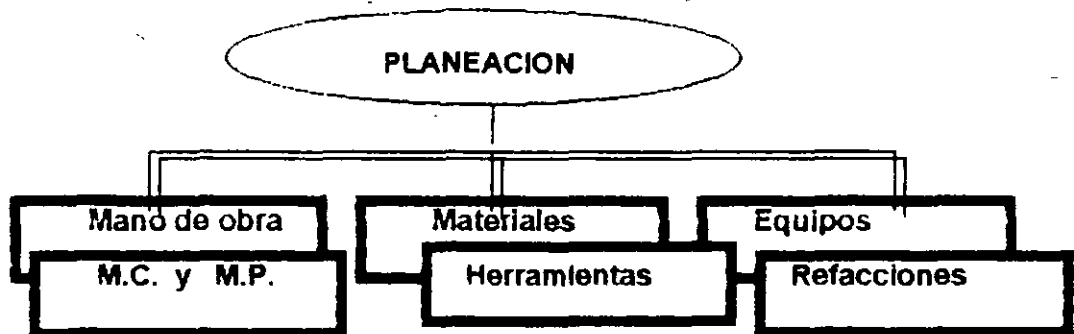 PLANEACION
Mano de obra
M.C. y M.P.
Materiales
Herramientas
Equipos
Refacciones